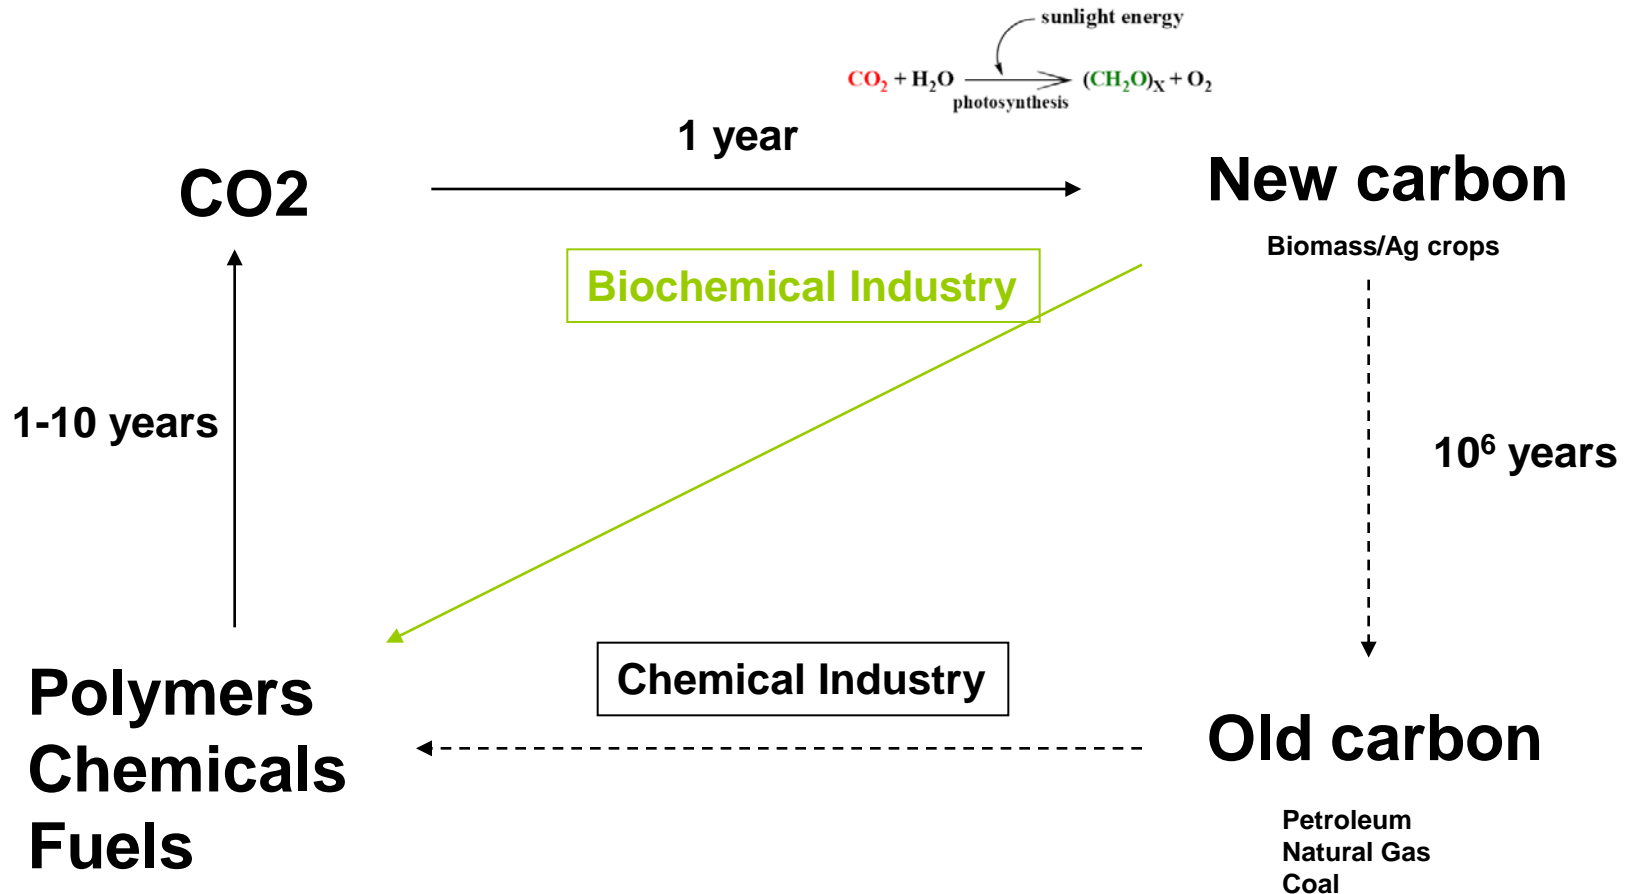 sunlight energy
CO₂ + H₂O (CH₂O)X + O₂
photosynthesis
1 year
CO2
New carbon
Biomass/Ag crops
Biochemical Industry
1-10 years
10⁶ years
Chemical Industry
Polymers
Chemicals
Fuels
Old carbon
Petroleum
Natural Gas
Coal